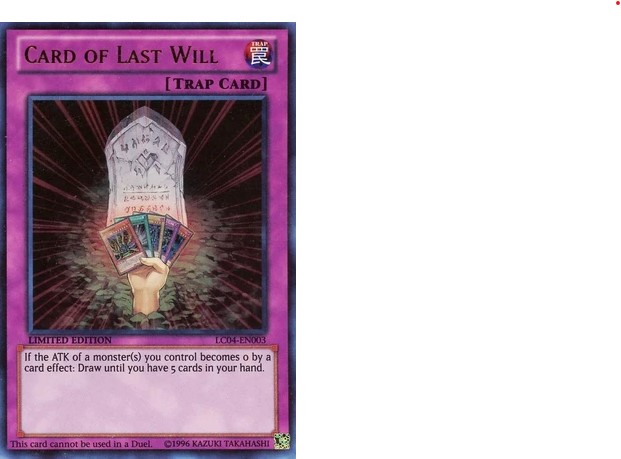 CARD OF LAST WILL
TRAP
罠
[TRAP CARD]
LIMITED EDITION
LC04-EN003
If the ATK of a monster(s) you control becomes 0 by a
card effect: Draw until you have 5 cards in your hand.
This card cannot be used in a Duel.
©1996 KAZUKI TAKAHASHI